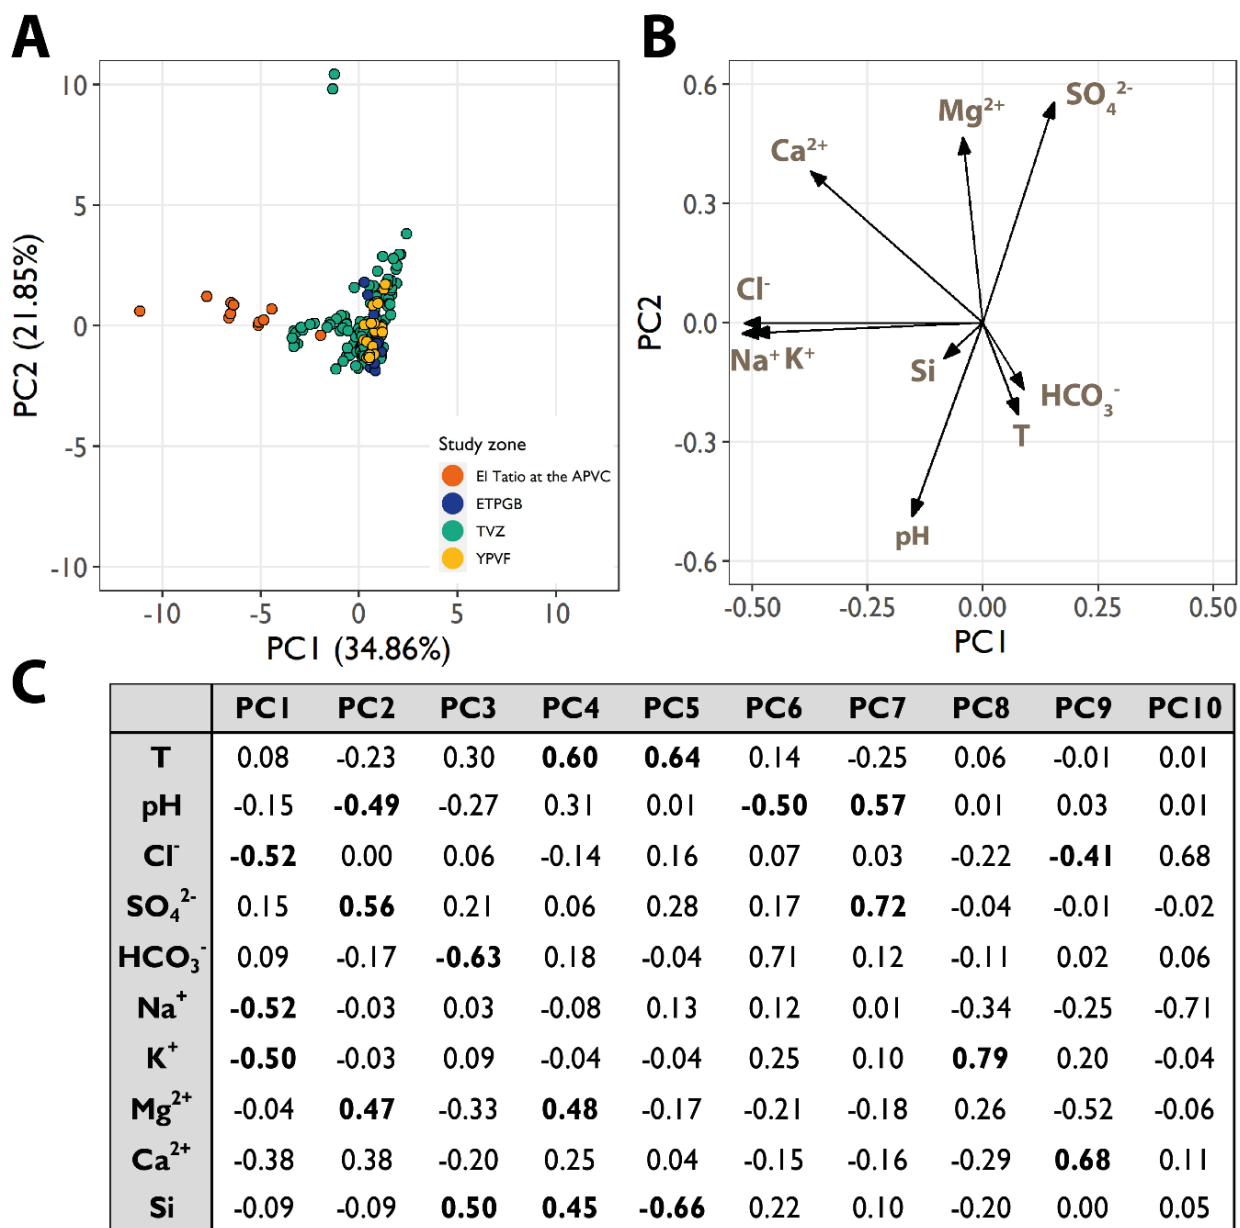 A
10
5
0
-5
-10
PC2 (21.85%)
-10 -5 0 5 10
PC1 (34.86%)
Study zone
El Tatio at the APVC
ETPGB
TVZ
YPVF
B
0.6
0.3
0.0
-0.3
-0.6
PC2
SO₄²⁻
Mg²⁺
Ca²⁺
Cl⁻
Na⁺ K⁺
Si
HCO₃⁻
T
pH
-0.50 -0.25 0.00 0.25 0.50
PC1
C
PC1 PC2 PC3 PC4 PC5 PC6 PC7 PC8 PC9 PC10
T 0.08 -0.23 0.30 0.60 0.64 0.14 -0.25 0.06 -0.01 0.01
pH -0.15 -0.49 -0.27 0.31 0.01 -0.50 0.57 0.01 0.03 0.01
Cl⁻ -0.52 0.00 0.06 -0.14 0.16 0.07 0.03 -0.22 -0.41 0.68
SO₄²⁻ 0.15 0.56 0.21 0.06 0.28 0.17 0.72 -0.04 -0.01 -0.02
HCO₃⁻ 0.09 -0.17 -0.63 0.18 -0.04 0.71 0.12 -0.11 0.02 0.06
Na⁺ -0.52 -0.03 0.03 -0.08 0.13 0.12 0.01 -0.34 -0.25 -0.71
K⁺ -0.50 -0.03 0.09 -0.04 -0.04 0.25 0.10 0.79 0.20 -0.04
Mg²⁺ -0.04 0.47 -0.33 0.48 -0.17 -0.21 -0.18 0.26 -0.52 -0.06
Ca²⁺ -0.38 0.38 -0.20 0.25 0.04 -0.15 -0.16 -0.29 0.68 0.11
Si -0.09 -0.09 0.50 0.45 -0.66 0.22 0.10 -0.20 0.00 0.05